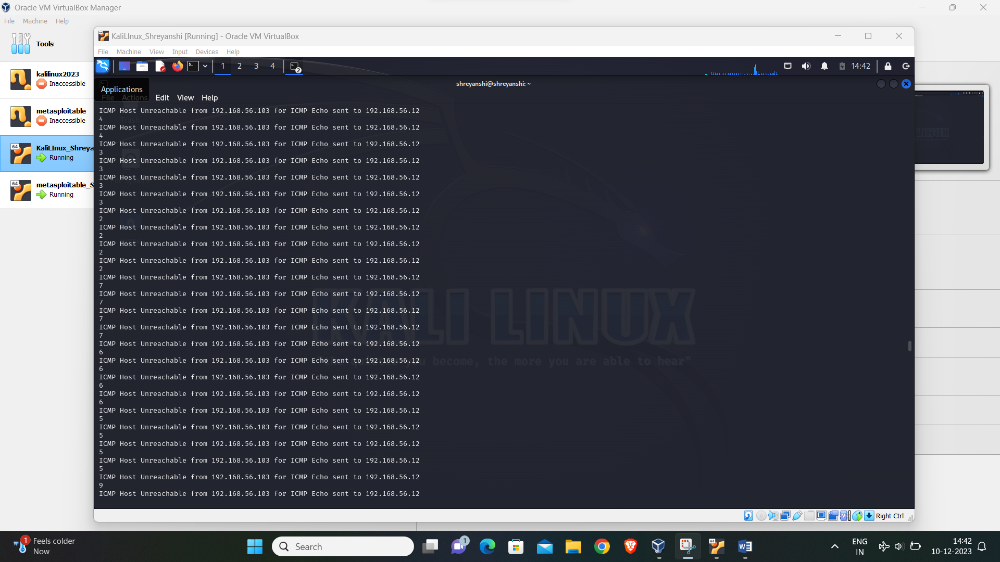 Oracle VM VirtualBox Manager
File Machine Help
Tools
kalilinux2023
Inaccessible
metasploitable
Inaccessible
64
KaliLInux_Shreya
Running
64
metasploitable_S
Running
KaliLInux_Shreyanshi [Running] - Oracle VM VirtualBox
File Machine View Input Devices Help
1 2 3 4 2 14:42
Applications
shreyanshi@shreyanshi: ~
File Actions Edit View Help
ICMP Host Unreachable from 192.168.56.103 for ICMP Echo sent to 192.168.56.12
4
ICMP Host Unreachable from 192.168.56.103 for ICMP Echo sent to 192.168.56.12
4
ICMP Host Unreachable from 192.168.56.103 for ICMP Echo sent to 192.168.56.12
3
ICMP Host Unreachable from 192.168.56.103 for ICMP Echo sent to 192.168.56.12
3
ICMP Host Unreachable from 192.168.56.103 for ICMP Echo sent to 192.168.56.12
3
ICMP Host Unreachable from 192.168.56.103 for ICMP Echo sent to 192.168.56.12
3
ICMP Host Unreachable from 192.168.56.103 for ICMP Echo sent to 192.168.56.12
2
ICMP Host Unreachable from 192.168.56.103 for ICMP Echo sent to 192.168.56.12
2
ICMP Host Unreachable from 192.168.56.103 for ICMP Echo sent to 192.168.56.12
2
ICMP Host Unreachable from 192.168.56.103 for ICMP Echo sent to 192.168.56.12
2
ICMP Host Unreachable from 192.168.56.103 for ICMP Echo sent to 192.168.56.12
7
ICMP Host Unreachable from 192.168.56.103 for ICMP Echo sent to 192.168.56.12
7
ICMP Host Unreachable from 192.168.56.103 for ICMP Echo sent to 192.168.56.12
7
ICMP Host Unreachable from 192.168.56.103 for ICMP Echo sent to 192.168.56.12
7
ICMP Host Unreachable from 192.168.56.103 for ICMP Echo sent to 192.168.56.12
6
ICMP Host Unreachable from 192.168.56.103 for ICMP Echo sent to 192.168.56.12
6
ICMP Host Unreachable from 192.168.56.103 for ICMP Echo sent to 192.168.56.12
6
ICMP Host Unreachable from 192.168.56.103 for ICMP Echo sent to 192.168.56.12
6
ICMP Host Unreachable from 192.168.56.103 for ICMP Echo sent to 192.168.56.12
5
ICMP Host Unreachable from 192.168.56.103 for ICMP Echo sent to 192.168.56.12
5
ICMP Host Unreachable from 192.168.56.103 for ICMP Echo sent to 192.168.56.12
5
ICMP Host Unreachable from 192.168.56.103 for ICMP Echo sent to 192.168.56.12
5
ICMP Host Unreachable from 192.168.56.103 for ICMP Echo sent to 192.168.56.12
9
ICMP Host Unreachable from 192.168.56.103 for ICMP Echo sent to 192.168.56.12
Trash
Home
KALI LINUX
"the quieter you become, the more you are able to hear"
Right Ctrl
1
Feels colder
Now
Search
1
ENG
IN
14:42
10-12-2023